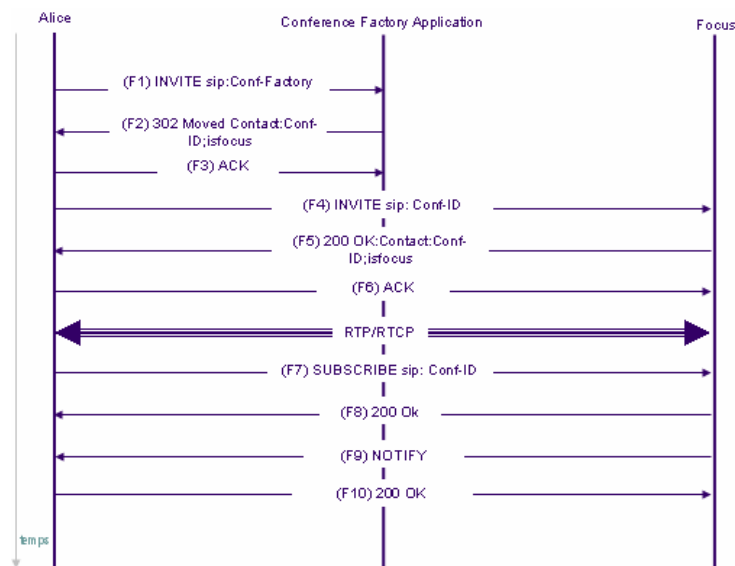 Alice
Conference Factory Application
Focus
(F1) INVITE sip:Conf-Factory
(F2) 302 Moved Contact:Conf-
ID;isfocus
(F3) ACK
(F4) INVITE sip: Conf-ID
(F5) 200 OK:Contact:Conf-
ID;isfocus
(F6) ACK
RTP/RTCP
(F7) SUBSCRIBE sip: Conf-ID
(F8) 200 Ok
(F9) NOTIFY
(F10) 200 OK
temps